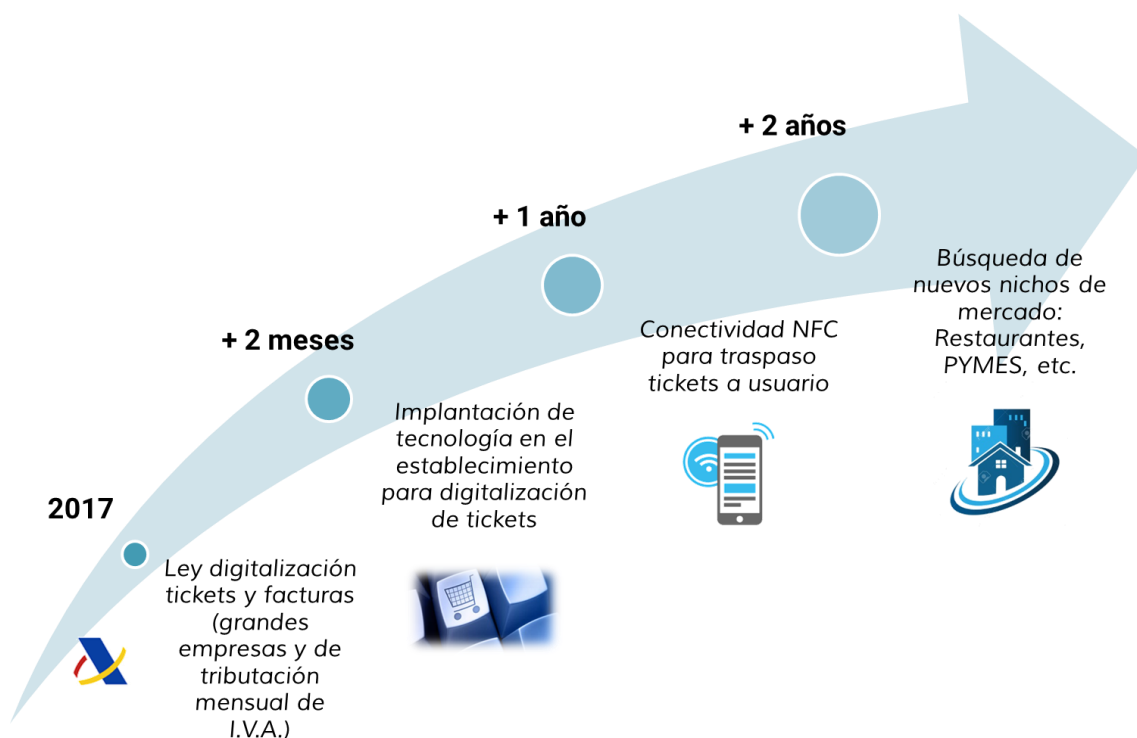 2017
Ley digitalización
tickets y facturas
(grandes
empresas y de
tributación
mensual de
I.V.A.)
+ 2 meses
Implantación de
tecnología en el
establecimiento
para digitalización
de tickets
+ 1 año
Conectividad NFC
para traspaso
tickets a usuario
+ 2 años
Búsqueda de
nuevos nichos de
mercado:
Restaurantes,
PYMES, etc.